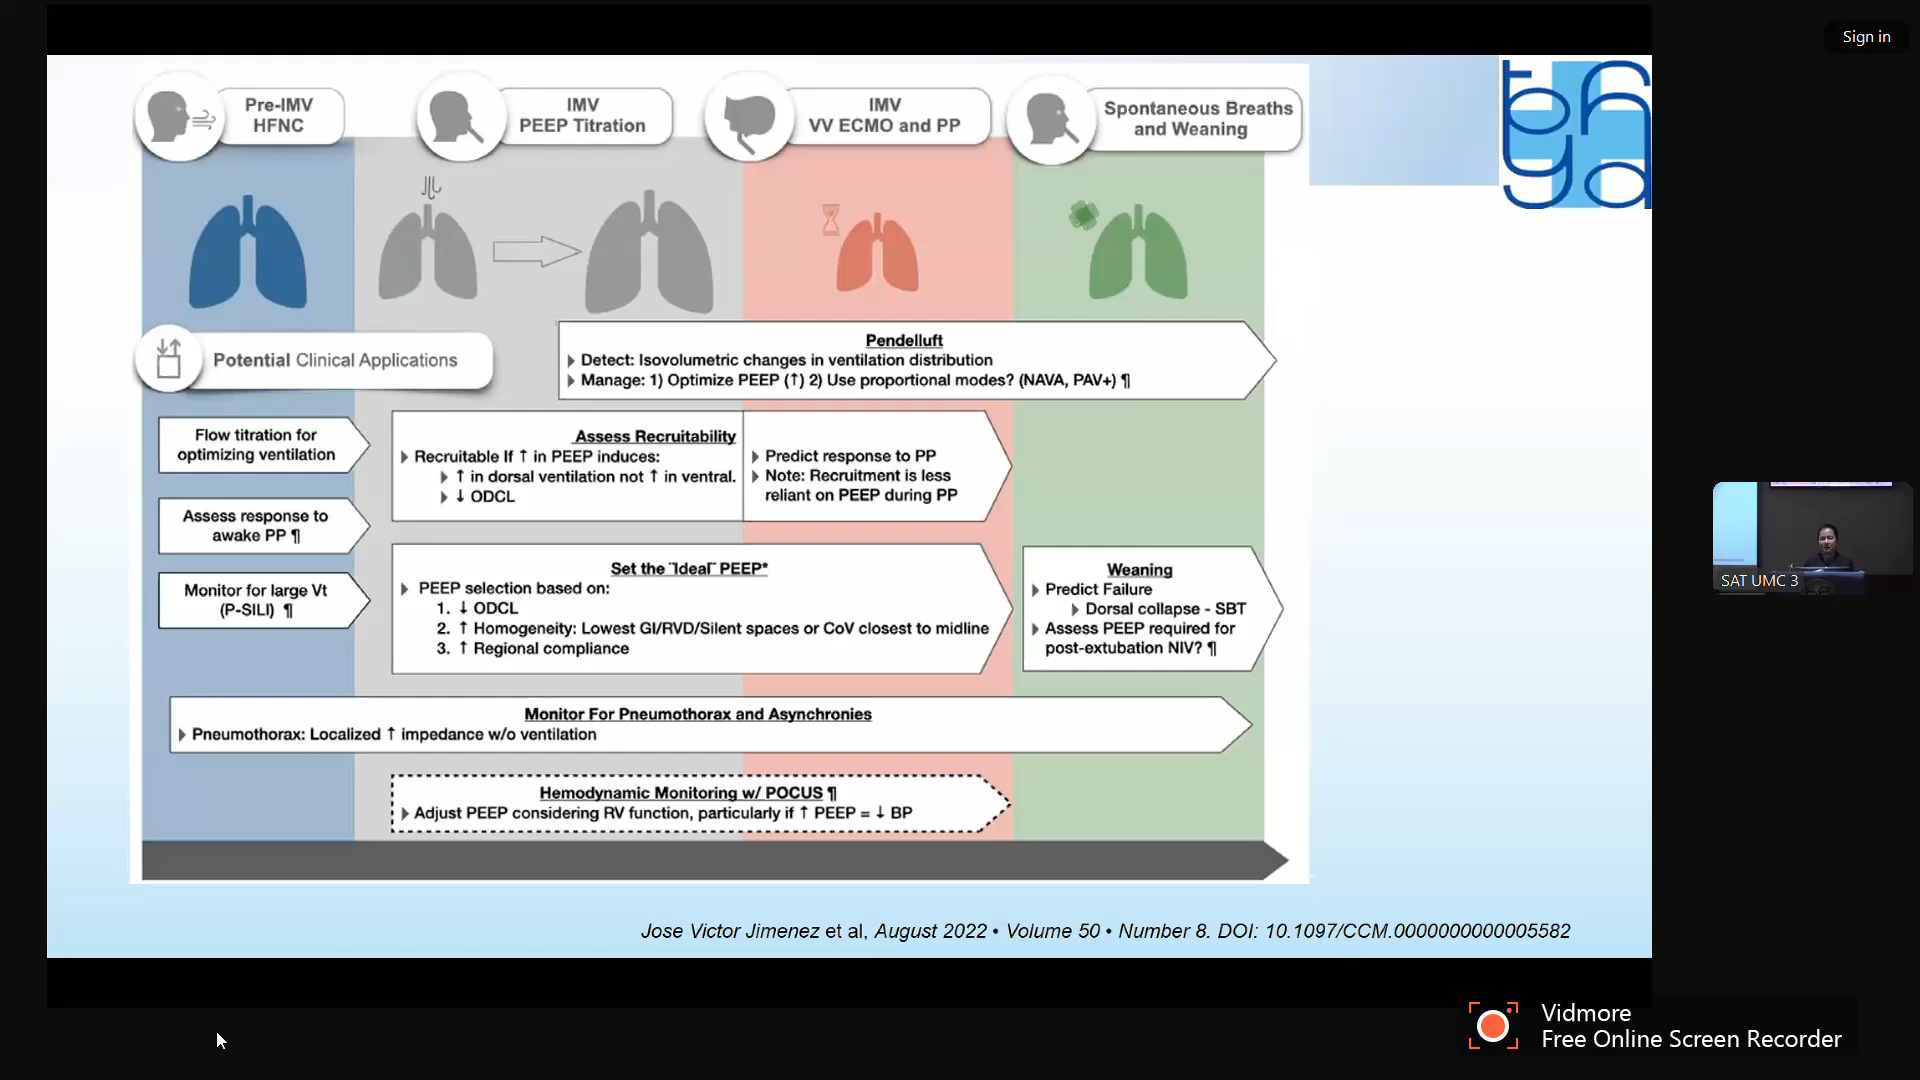 Sign in
Pre-IMV
HFNC
IMV
PEEP Titration
IMV
VV ECMO and PP
Spontaneous Breaths
and Weaning
Potential Clinical Applications
Pendelluft
Detect: Isovolumetric changes in ventilation distribution
Manage: 1) Optimize PEEP (↑) 2) Use proportional modes? (NAVA, PAV+) ¶
Flow titration for
optimizing ventilation
Assess response to
awake PP ¶
Monitor for large Vt
(P-SILI) ¶
Assess Recruitability
Recruitable If ↑ in PEEP induces:
↑ in dorsal ventilation not ↑ in ventral.
↓ ODCL
Predict response to PP
Note: Recruitment is less
reliant on PEEP during PP
Set the "Ideal" PEEP*
PEEP selection based on:
1. ↓ ODCL
2. ↑ Homogeneity: Lowest GI/RVD/Silent spaces or CoV closest to midline
3. ↑ Regional compliance
Weaning
Predict Failure
Dorsal collapse - SBT
Assess PEEP required for
post-extubation NIV? ¶
Monitor For Pneumothorax and Asynchronies
Pneumothorax: Localized ↑ impedance w/o ventilation
Hemodynamic Monitoring w/ POCUS ¶
Adjust PEEP considering RV function, particularly if ↑ PEEP = ↓ BP
Jose Victor Jimenez et al, August 2022 • Volume 50 • Number 8. DOI: 10.1097/CCM.0000000000005582
SAT UMC 3
Vidmore
Free Online Screen Recorder